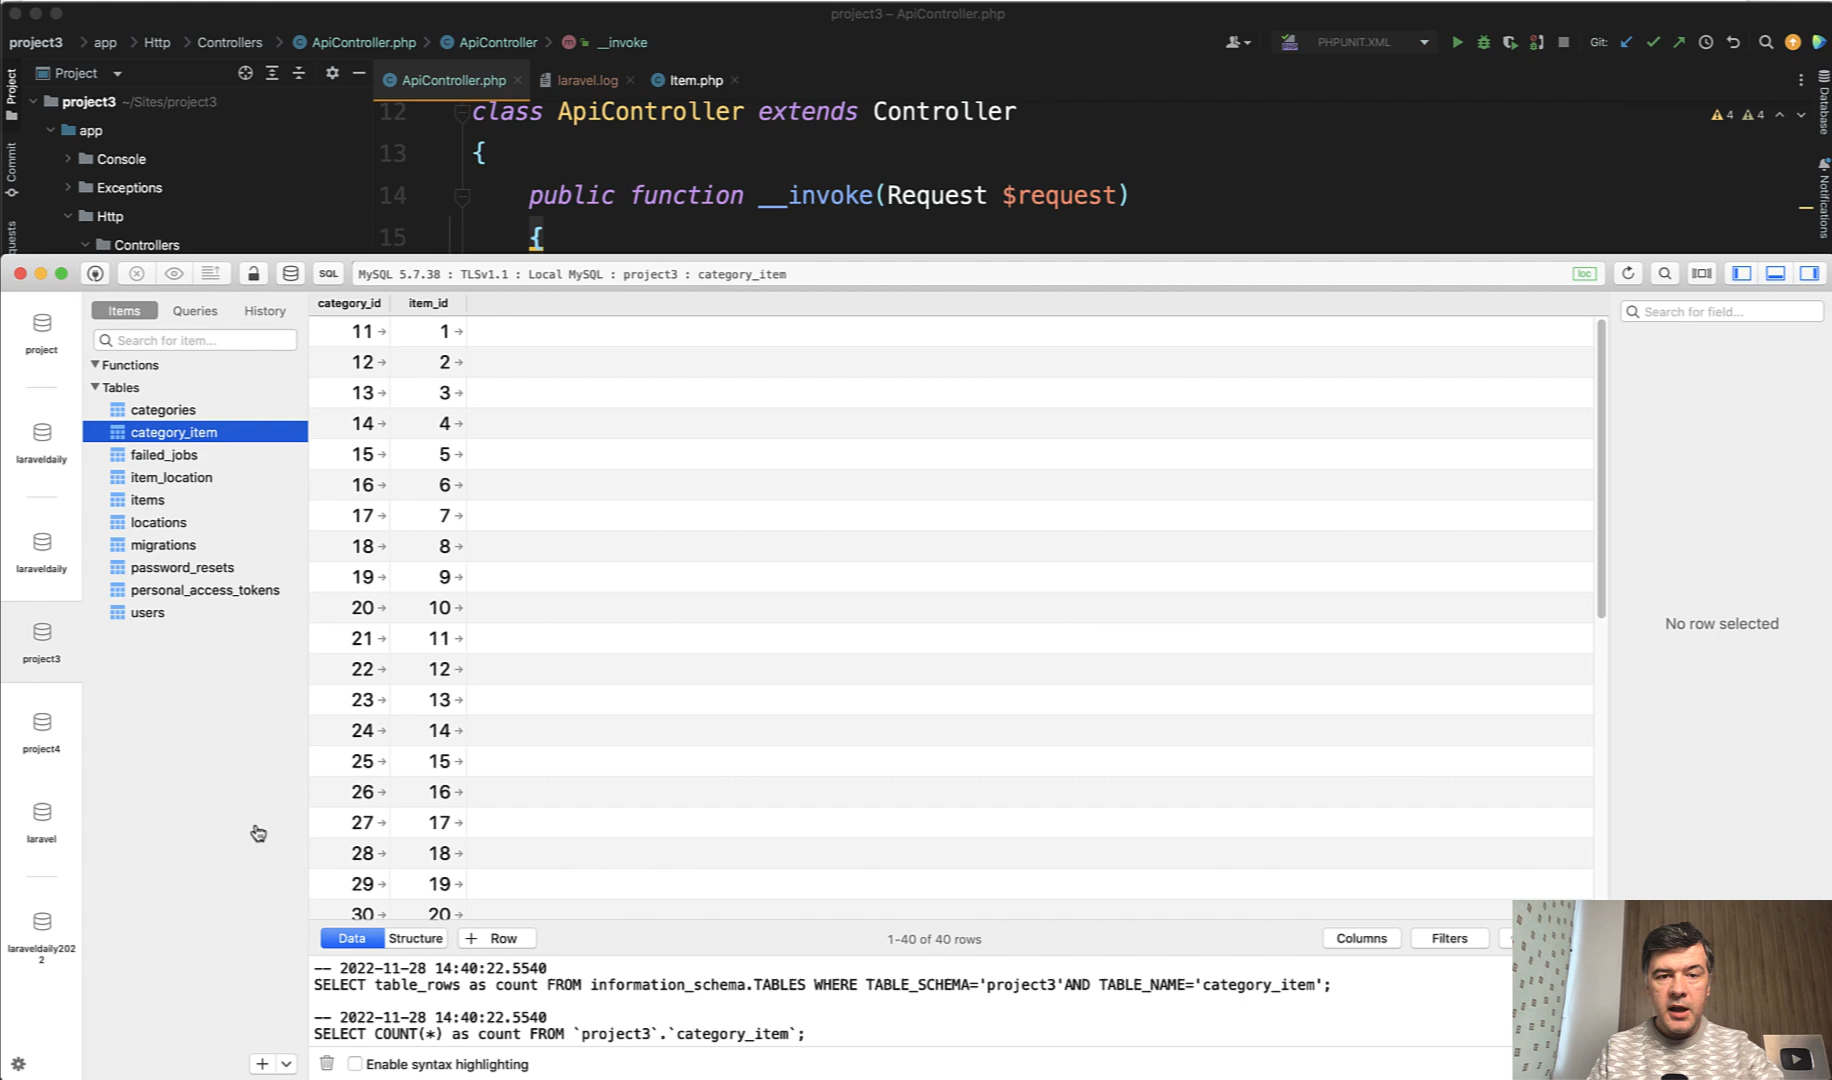 project3 – ApiController.php
project3 app Http Controllers ApiController.php ApiController m __invoke PHPUNIT.XML Git:
Project ApiController.php laravel.log Item.php
project3 ~/Sites/project3
app
Console
Exceptions
Http
Controllers
Project
Commit
Database
Notifications
4 4
12 class ApiController extends Controller
13 {
14 public function __invoke(Request $request)
15 {
SQL MySQL 5.7.38 : TLSv1.1 : Local MySQL : project3 : category_item loc
project
laraveldaily
laraveldaily
project3
project4
laravel
laraveldaily202
2
Items Queries History
Search for item...
Functions
Tables
categories
category_item
failed_jobs
item_location
items
locations
migrations
password_resets
personal_access_tokens
users
category_id item_id
11 1
12 2
13 3
14 4
15 5
16 6
17 7
18 8
19 9
20 10
21 11
22 12
23 13
24 14
25 15
26 16
27 17
28 18
29 19
30 20
Search for field...
No row selected
Data Structure + Row 1-40 of 40 rows Columns Filters
-- 2022-11-28 14:40:22.5540
SELECT table_rows as count FROM information_schema.TABLES WHERE TABLE_SCHEMA='project3'AND TABLE_NAME='category_item';
-- 2022-11-28 14:40:22.5540
SELECT COUNT(*) as count FROM `project3`.`category_item`;
Enable syntax highlighting